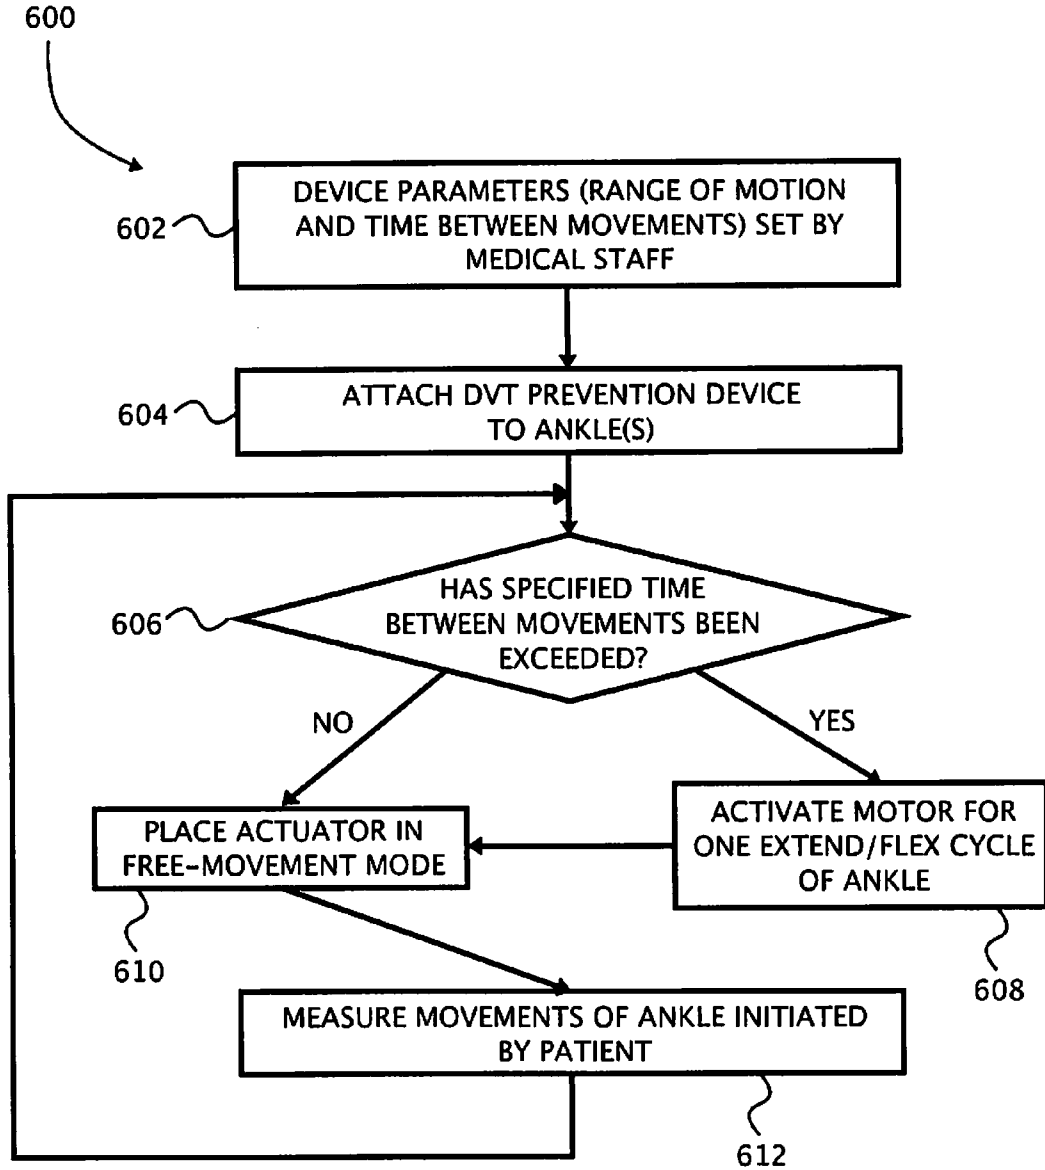 600
602
DEVICE PARAMETERS (RANGE OF MOTION
AND TIME BETWEEN MOVEMENTS) SET BY
MEDICAL STAFF
604
ATTACH DVT PREVENTION DEVICE
TO ANKLE(S)
606
HAS SPECIFIED TIME
BETWEEN MOVEMENTS BEEN
EXCEEDED?
NO
YES
PLACE ACTUATOR IN
FREE-MOVEMENT MODE
610
ACTIVATE MOTOR FOR
ONE EXTEND/FLEX CYCLE
OF ANKLE
608
MEASURE MOVEMENTS OF ANKLE INITIATED
BY PATIENT
612